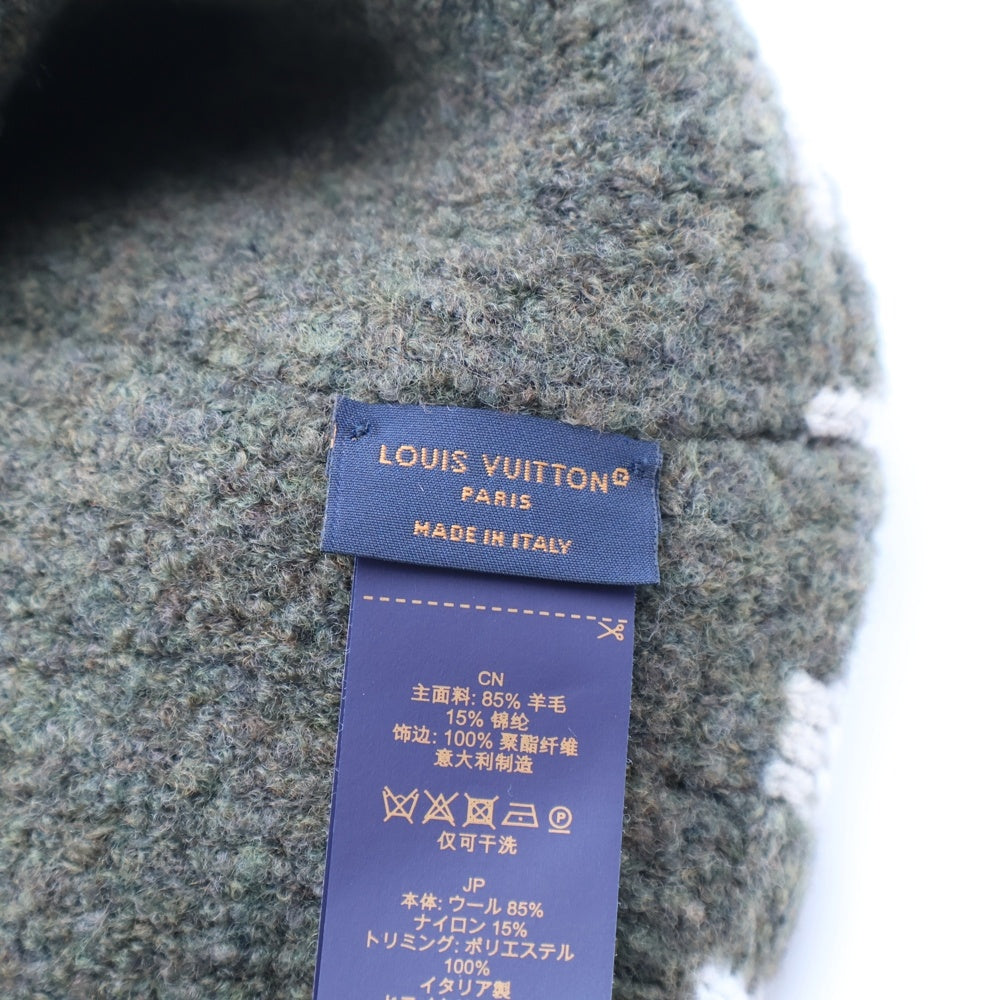 LOUIS VUITTON®
PARIS
MADE IN ITALY
CN
主面料: 85% 羊毛
15% 锦纶
饰边: 100% 聚酯纤维
意大利制造
P
仅可干洗
JP
本体: ウール 85%
ナイロン 15%
トリミング: ポリエステル
100%
イタリア製